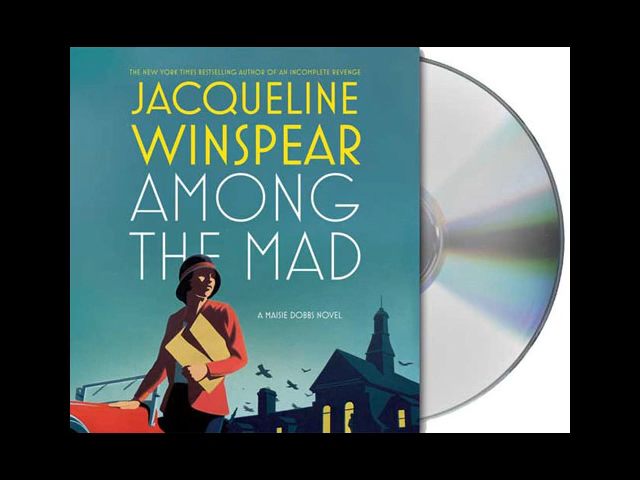 THE NEW YORK TIMES BESTSELLING AUTHOR OF AN INCOMPLETE REVENGE
JACQUELINE
WINSPEAR
AMONG
THE MAD
A MAISIE DOBBS NOVEL